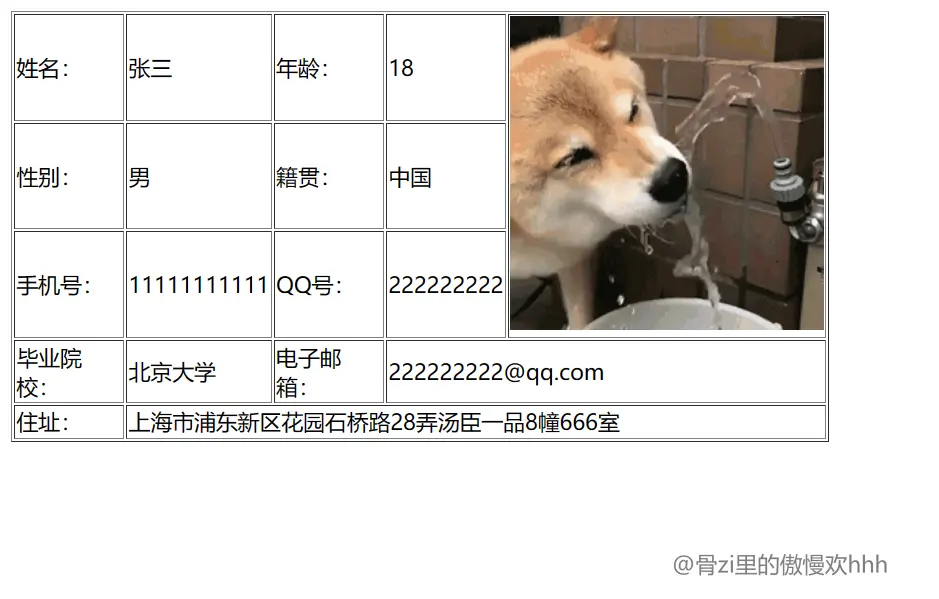 姓名： 张三 年龄： 18
性别： 男 籍贯： 中国
手机号： 11111111111 QQ号： 222222222
毕业院
校： 北京大学 电子邮
箱： 222222222@qq.com
住址： 上海市浦东新区花园石桥路28弄汤臣一品8幢666室
@骨zi里的傲慢欢hhh